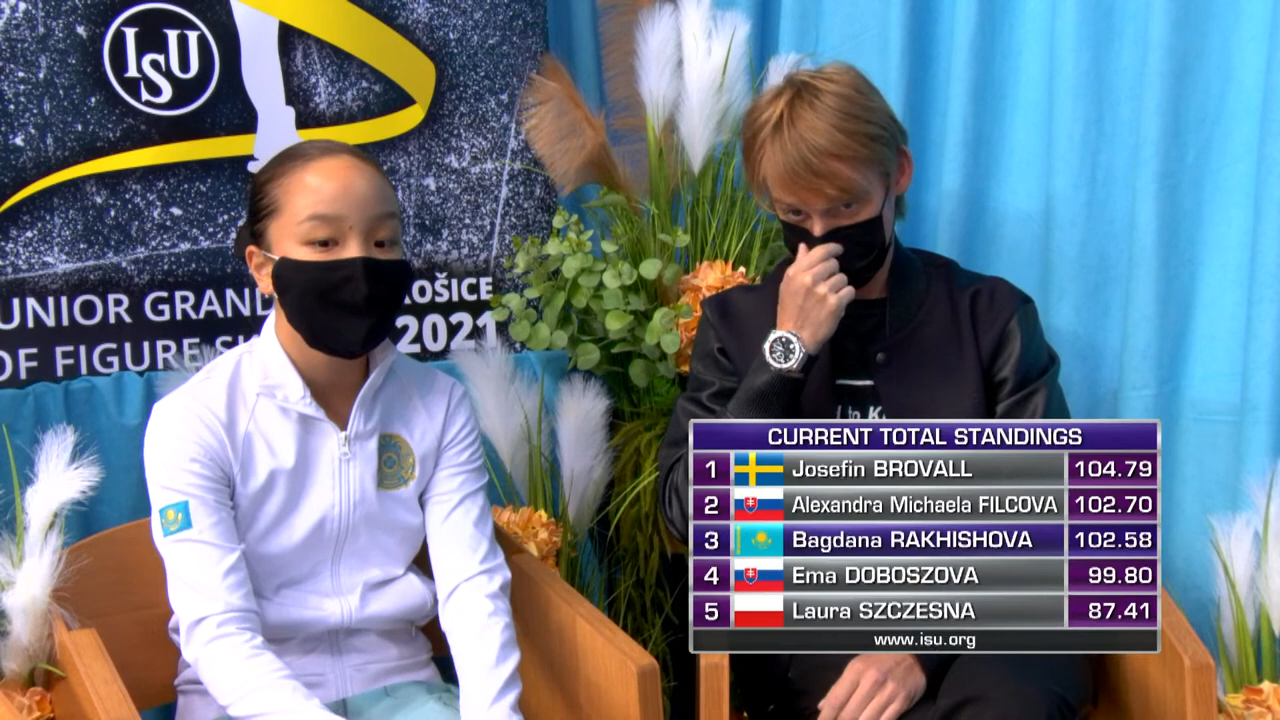 ISU
UNIOR GRAND
KOŠICE
OF FIGURE S
2021
CURRENT TOTAL STANDINGS
1 Josefin BROVALL 104.79
2 Alexandra Michaela FILCOVA 102.70
3 Bagdana RAKHISHOVA 102.58
4 Ema DOBOSZOVA 99.80
5 Laura SZCZESNA 87.41
www.isu.org